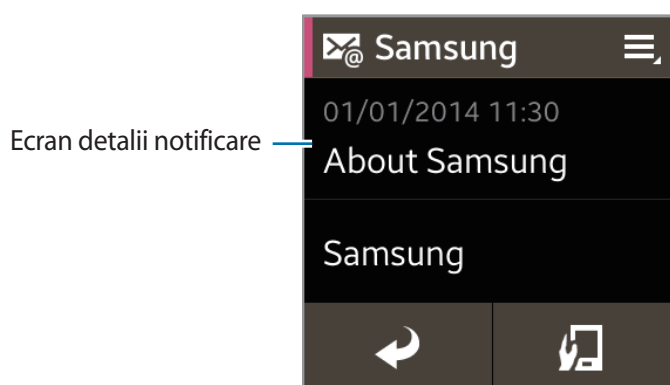 Samsung
01/01/2014 11:30
Ecran detalii notificare
About Samsung
Samsung